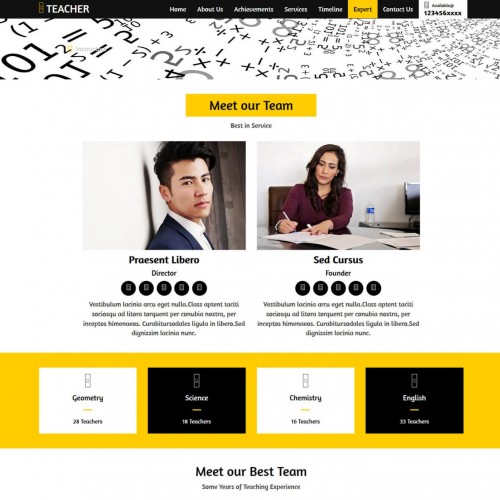 TEACHER
Home About Us Achievements Services Timeline Expert Contact Us
Available@
123456xxxx
Meet our Team
Best in Service
Praesent Libero
Director
Vestibulum lacinia arcu eget nulla.Class aptent taciti
sociosqu ad litora torquent per conubia nostra, per
inceptos himenaeos. Curabitursodales ligula in libero.Sed
dignissim lacinia nunc.
Sed Cursus
Founder
Vestibulum lacinia arcu eget nulla.Class aptent taciti
sociosqu ad litora torquent per conubia nostra, per
inceptos himenaeos. Curabitursodales ligula in libero.Sed
dignissim lacinia nunc.
Geometry
28 Teachers
Science
18 Teachers
Chemistry
16 Teachers
English
33 Teachers
Meet our Best Team
Some Years of Teaching Experience